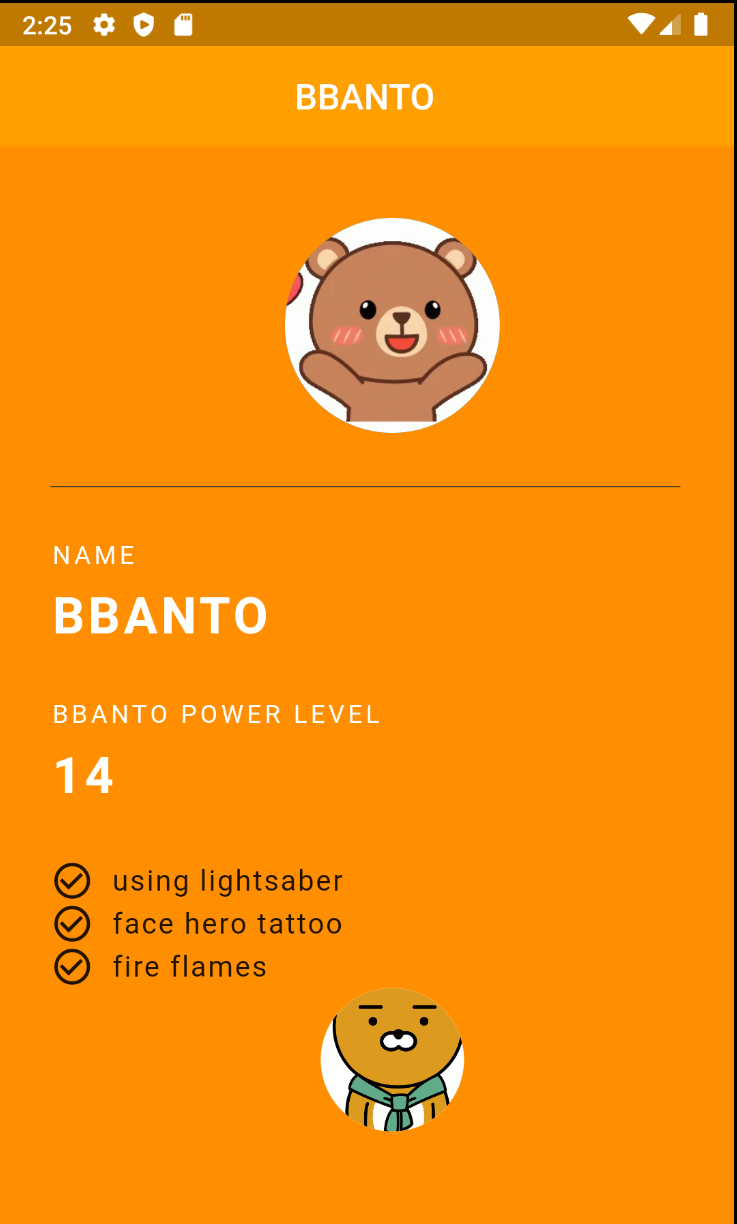 2:25
BBANTO
NAME
BBANTO
BBANTO POWER LEVEL
14
using lightsaber
face hero tattoo
fire flames